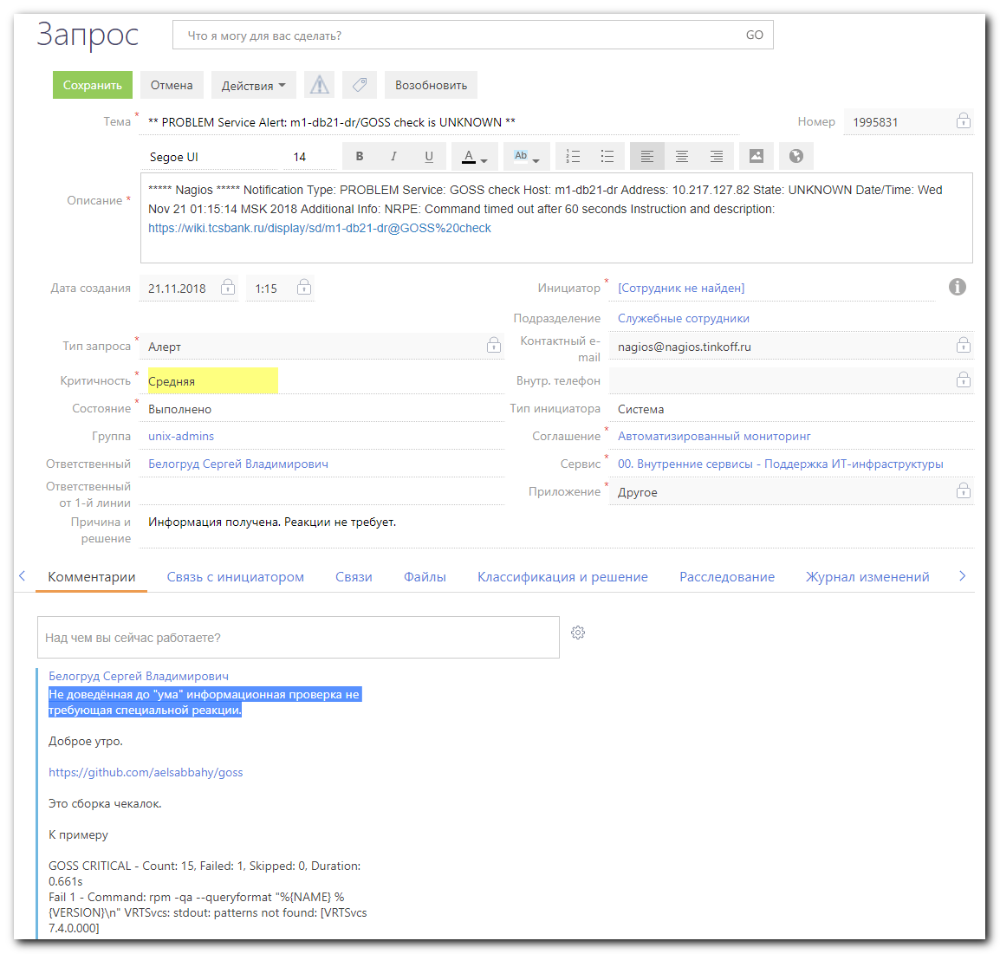 Запрос
Что я могу для вас сделать?
GO
Сохранить
Отмена
Действия
Возобновить
Тема *
** PROBLEM Service Alert: m1-db21-dr/GOSS check is UNKNOWN **
Номер
1995831
Segoe UI
14
B
I
U
A
Ab
Описание *
***** Nagios ***** Notification Type: PROBLEM Service: GOSS check Host: m1-db21-dr Address: 10.217.127.82 State: UNKNOWN Date/Time: Wed
Nov 21 01:15:14 MSK 2018 Additional Info: NRPE: Command timed out after 60 seconds Instruction and description:
https://wiki.tcsbank.ru/display/sd/m1-db21-dr@GOSS%20check
Дата создания
21.11.2018
1:15
Инициатор *
[Сотрудник не найден]
Подразделение
Служебные сотрудники
Тип запроса *
Алерт
Контактный e-
mail
nagios@nagios.tinkoff.ru
Критичность *
Средняя
Внутр. телефон
Состояние *
Выполнено
Тип инициатора
Система
Группа
unix-admins
Соглашение *
Автоматизированный мониторинг
Ответственный
Белогруд Сергей Владимирович
Сервис *
00. Внутренние сервисы - Поддержка ИТ-инфраструктуры
Ответственный
от 1-й линии
Приложение *
Другое
Причина и
решение
Информация получена. Реакции не требует.
Комментарии
Связь с инициатором
Связи
Файлы
Классификация и решение
Расследование
Журнал изменений
Над чем вы сейчас работаете?
Белогруд Сергей Владимирович
Не доведённая до "ума" информационная проверка не
требующая специальной реакции.
Доброе утро.
https://github.com/aelsabbahy/goss
Это сборка чекалок.
К примеру
GOSS CRITICAL - Count: 15, Failed: 1, Skipped: 0, Duration:
0.661s
Fail 1 - Command: rpm -qa --queryformat "%{NAME} %
{VERSION}\n" VRTSvcs: stdout: patterns not found: [VRTSvcs
7.4.0.000]